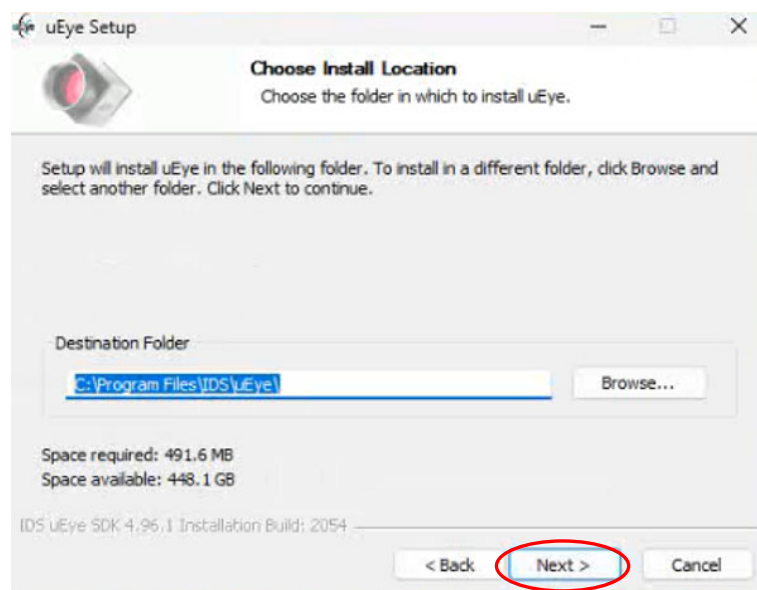 uEye Setup
Choose Install Location
Choose the folder in which to install uEye.
Setup will install uEye in the following folder. To install in a different folder, click Browse and
select another folder. Click Next to continue.
Destination Folder
C:\Program Files\IDS\uEye\
Browse...
Space required: 491.6 MB
Space available: 448.1 GB
IDS uEye SDK 4.96.1 Installation Build: 2054
< Back Next > Cancel